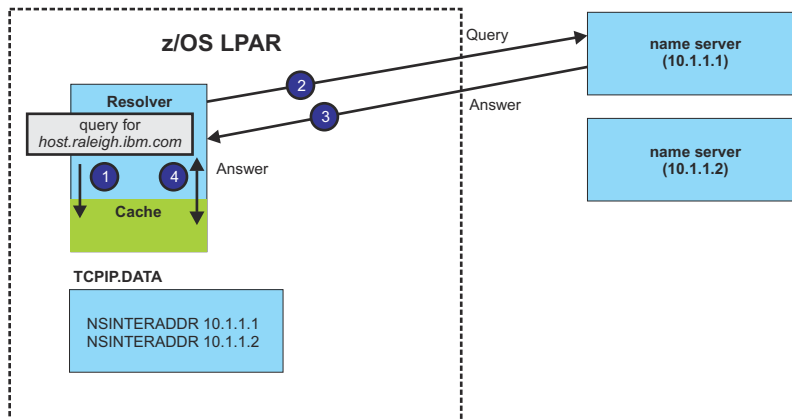 z/OS LPAR
Query
name server
(10.1.1.1)
2
Resolver
3
Answer
query for
host.raleigh.ibm.com
name server
(10.1.1.2)
1
4
Answer
Cache
TCPIP.DATA
NSINTERADDR 10.1.1.1
NSINTERADDR 10.1.1.2